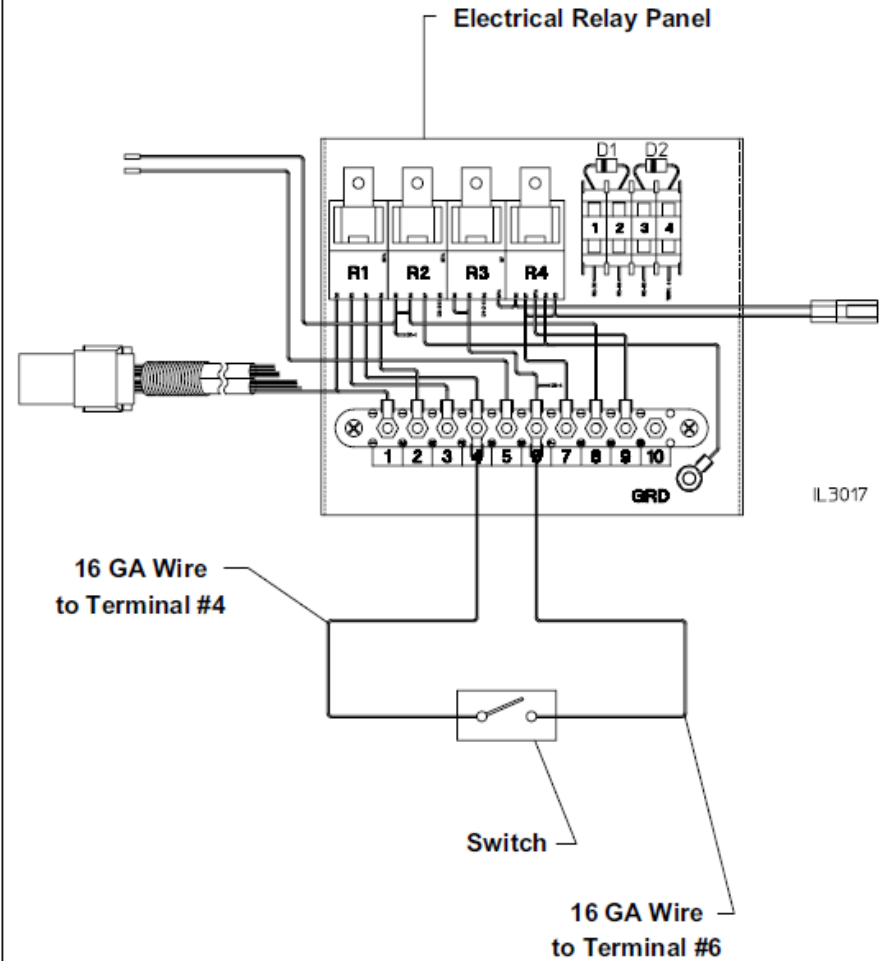 Electrical Relay Panel
D1 D2
1 2 3 4
R1 R2 R3 R4
1 2 3 4 5 6 7 8 9 10
GRD
IL3017
16 GA Wire
to Terminal #4
Switch
16 GA Wire
to Terminal #6